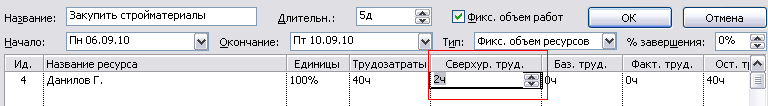 Название: Закупить стройматериалы Длительн.: 5д Фикс. объем работ ОК Отмена
Начало: Пн 06.09.10 Окончание: Пт 10.09.10 Тип: Фикс. объем ресурсов % завершения: 0%
Ид. Название ресурса Единицы Трудозатраты Сверхур. труд. Баз. труд. Факт. труд. Ост. т
4 Данилов Г. 100% 40ч 2ч 0ч 0ч 40ч